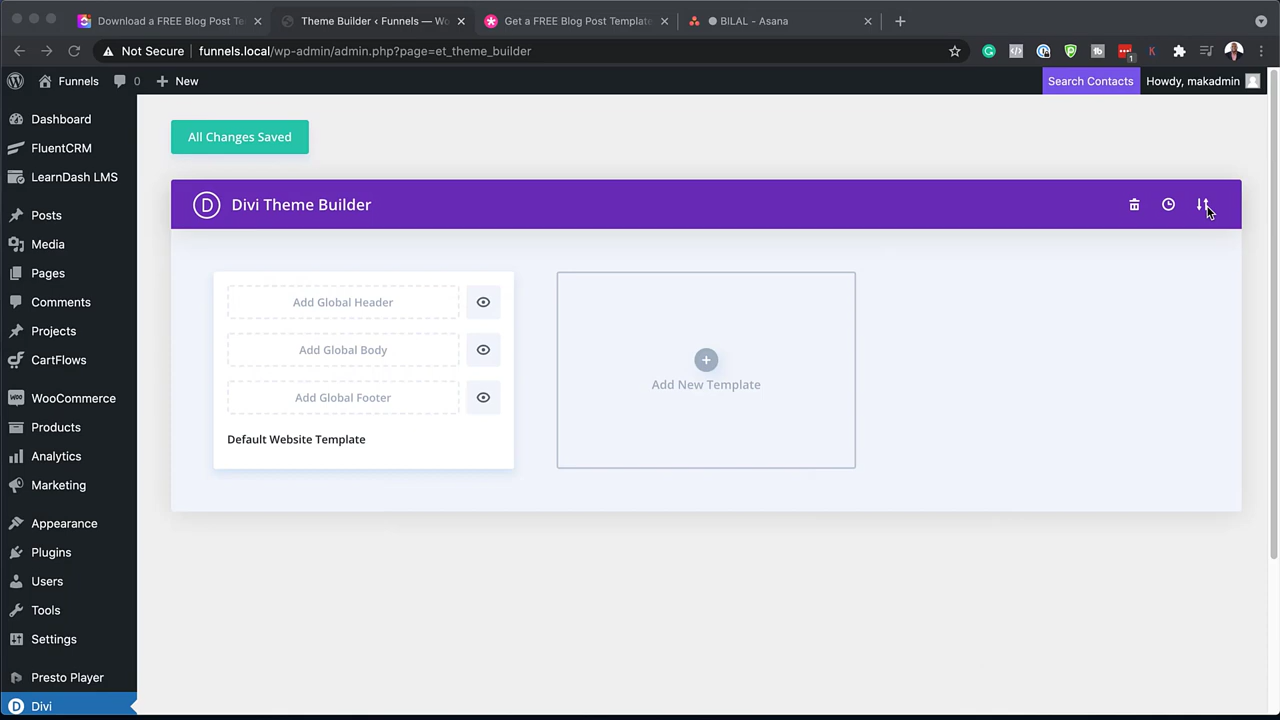 Download a FREE Blog Post Te
Theme Builder ‹ Funnels — Wo
Get a FREE Blog Post Template
BILAL - Asana
Not Secure
funnels.local/wp-admin/admin.php?page=et_theme_builder
1
K
Funnels
0
New
Search Contacts
Howdy, makadmin
Dashboard
FluentCRM
LearnDash LMS
Posts
Media
Pages
Comments
Projects
CartFlows
WooCommerce
Products
Analytics
Marketing
Appearance
Plugins
Users
Tools
Settings
Presto Player
Divi
All Changes Saved
D
Divi Theme Builder
Add Global Header
Add Global Body
Add Global Footer
Default Website Template
Add New Template